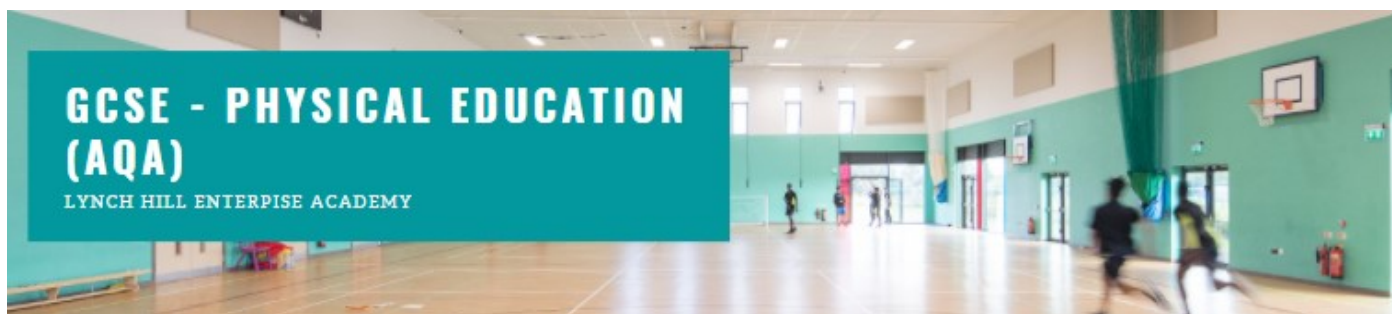 GCSE - PHYSICAL EDUCATION
(AQA)
LYNCH HILL ENTERPISE ACADEMY